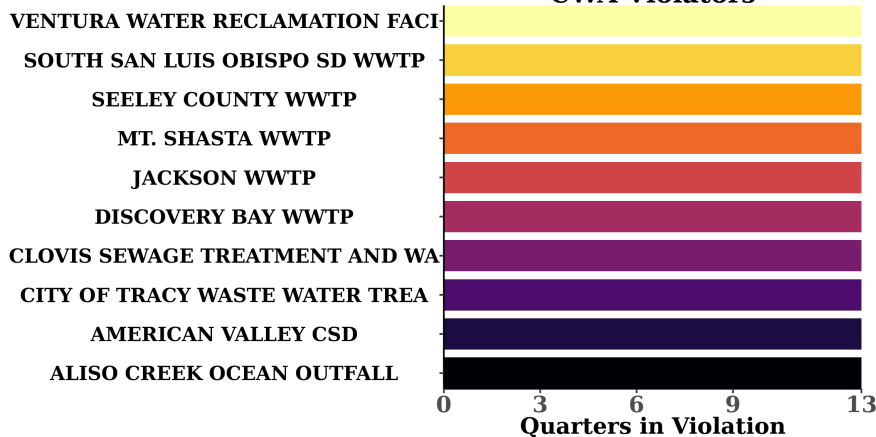 CWA Violators
VENTURA WATER RECLAMATION FACI
SOUTH SAN LUIS OBISPO SD WWTP
SEELEY COUNTY WWTP
MT. SHASTA WWTP
JACKSON WWTP
DISCOVERY BAY WWTP
CLOVIS SEWAGE TREATMENT AND WA
CITY OF TRACY WASTE WATER TREA
AMERICAN VALLEY CSD
ALISO CREEK OCEAN OUTFALL
0 3 6 9 13
Quarters in Violation